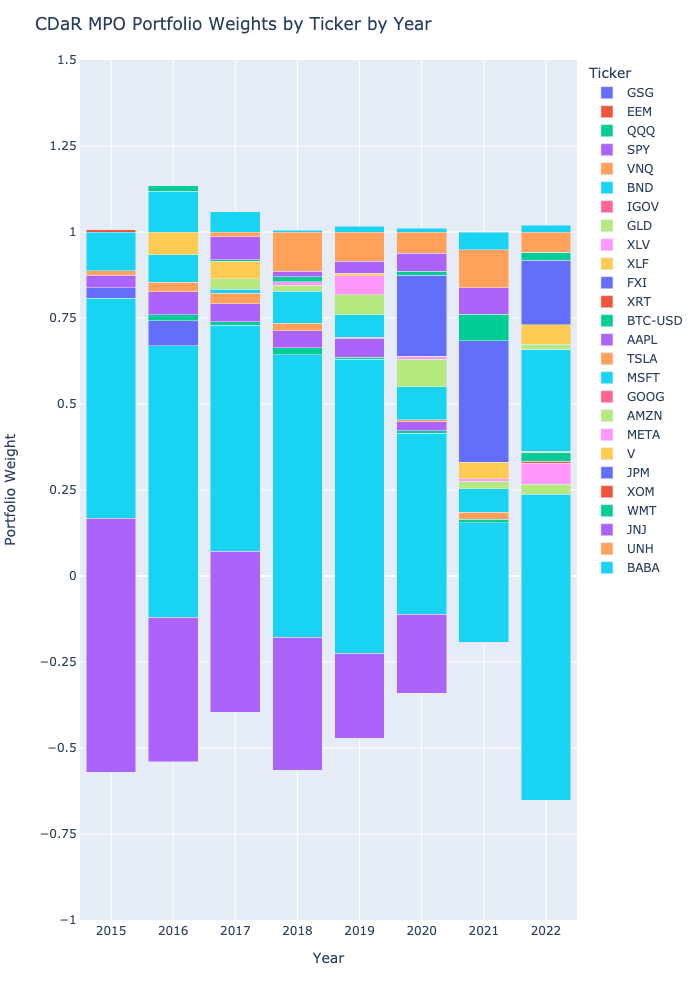 CDaR MPO Portfolio Weights by Ticker by Year
1.5
1.25
1
0.75
0.5
0.25
0
−0.25
−0.5
−0.75
−1
Portfolio Weight
2015 2016 2017 2018 2019 2020 2021 2022
Year
Ticker
GSG
EEM
QQQ
SPY
VNQ
BND
IGOV
GLD
XLV
XLF
FXI
XRT
BTC-USD
AAPL
TSLA
MSFT
GOOG
AMZN
META
V
JPM
XOM
WMT
JNJ
UNH
BABA